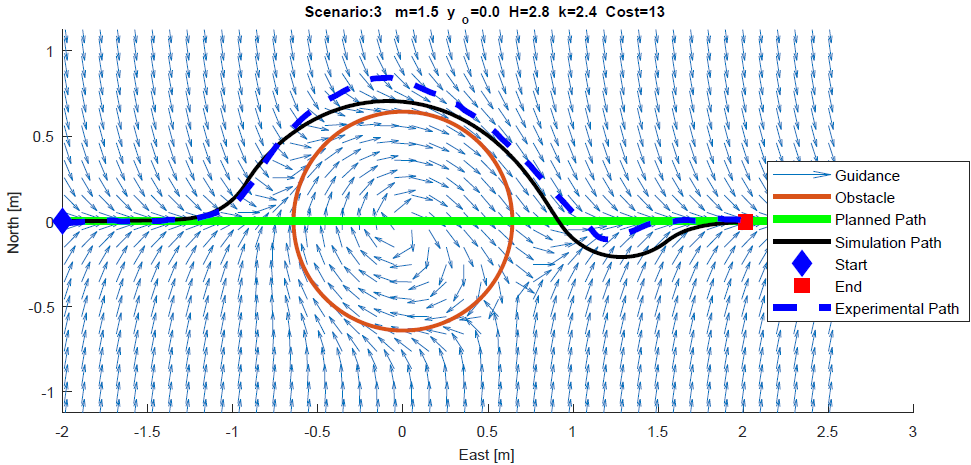 Scenario:3 m=1.5 y o=0.0 H=2.8 k=2.4 Cost=13
North [m]
1
0.5
0
-0.5
-1
-2
-1.5
-1
-0.5
0
0.5
1
1.5
2
2.5
3
East [m]
Guidance
Obstacle
Planned Path
Simulation Path
Start
End
Experimental Path